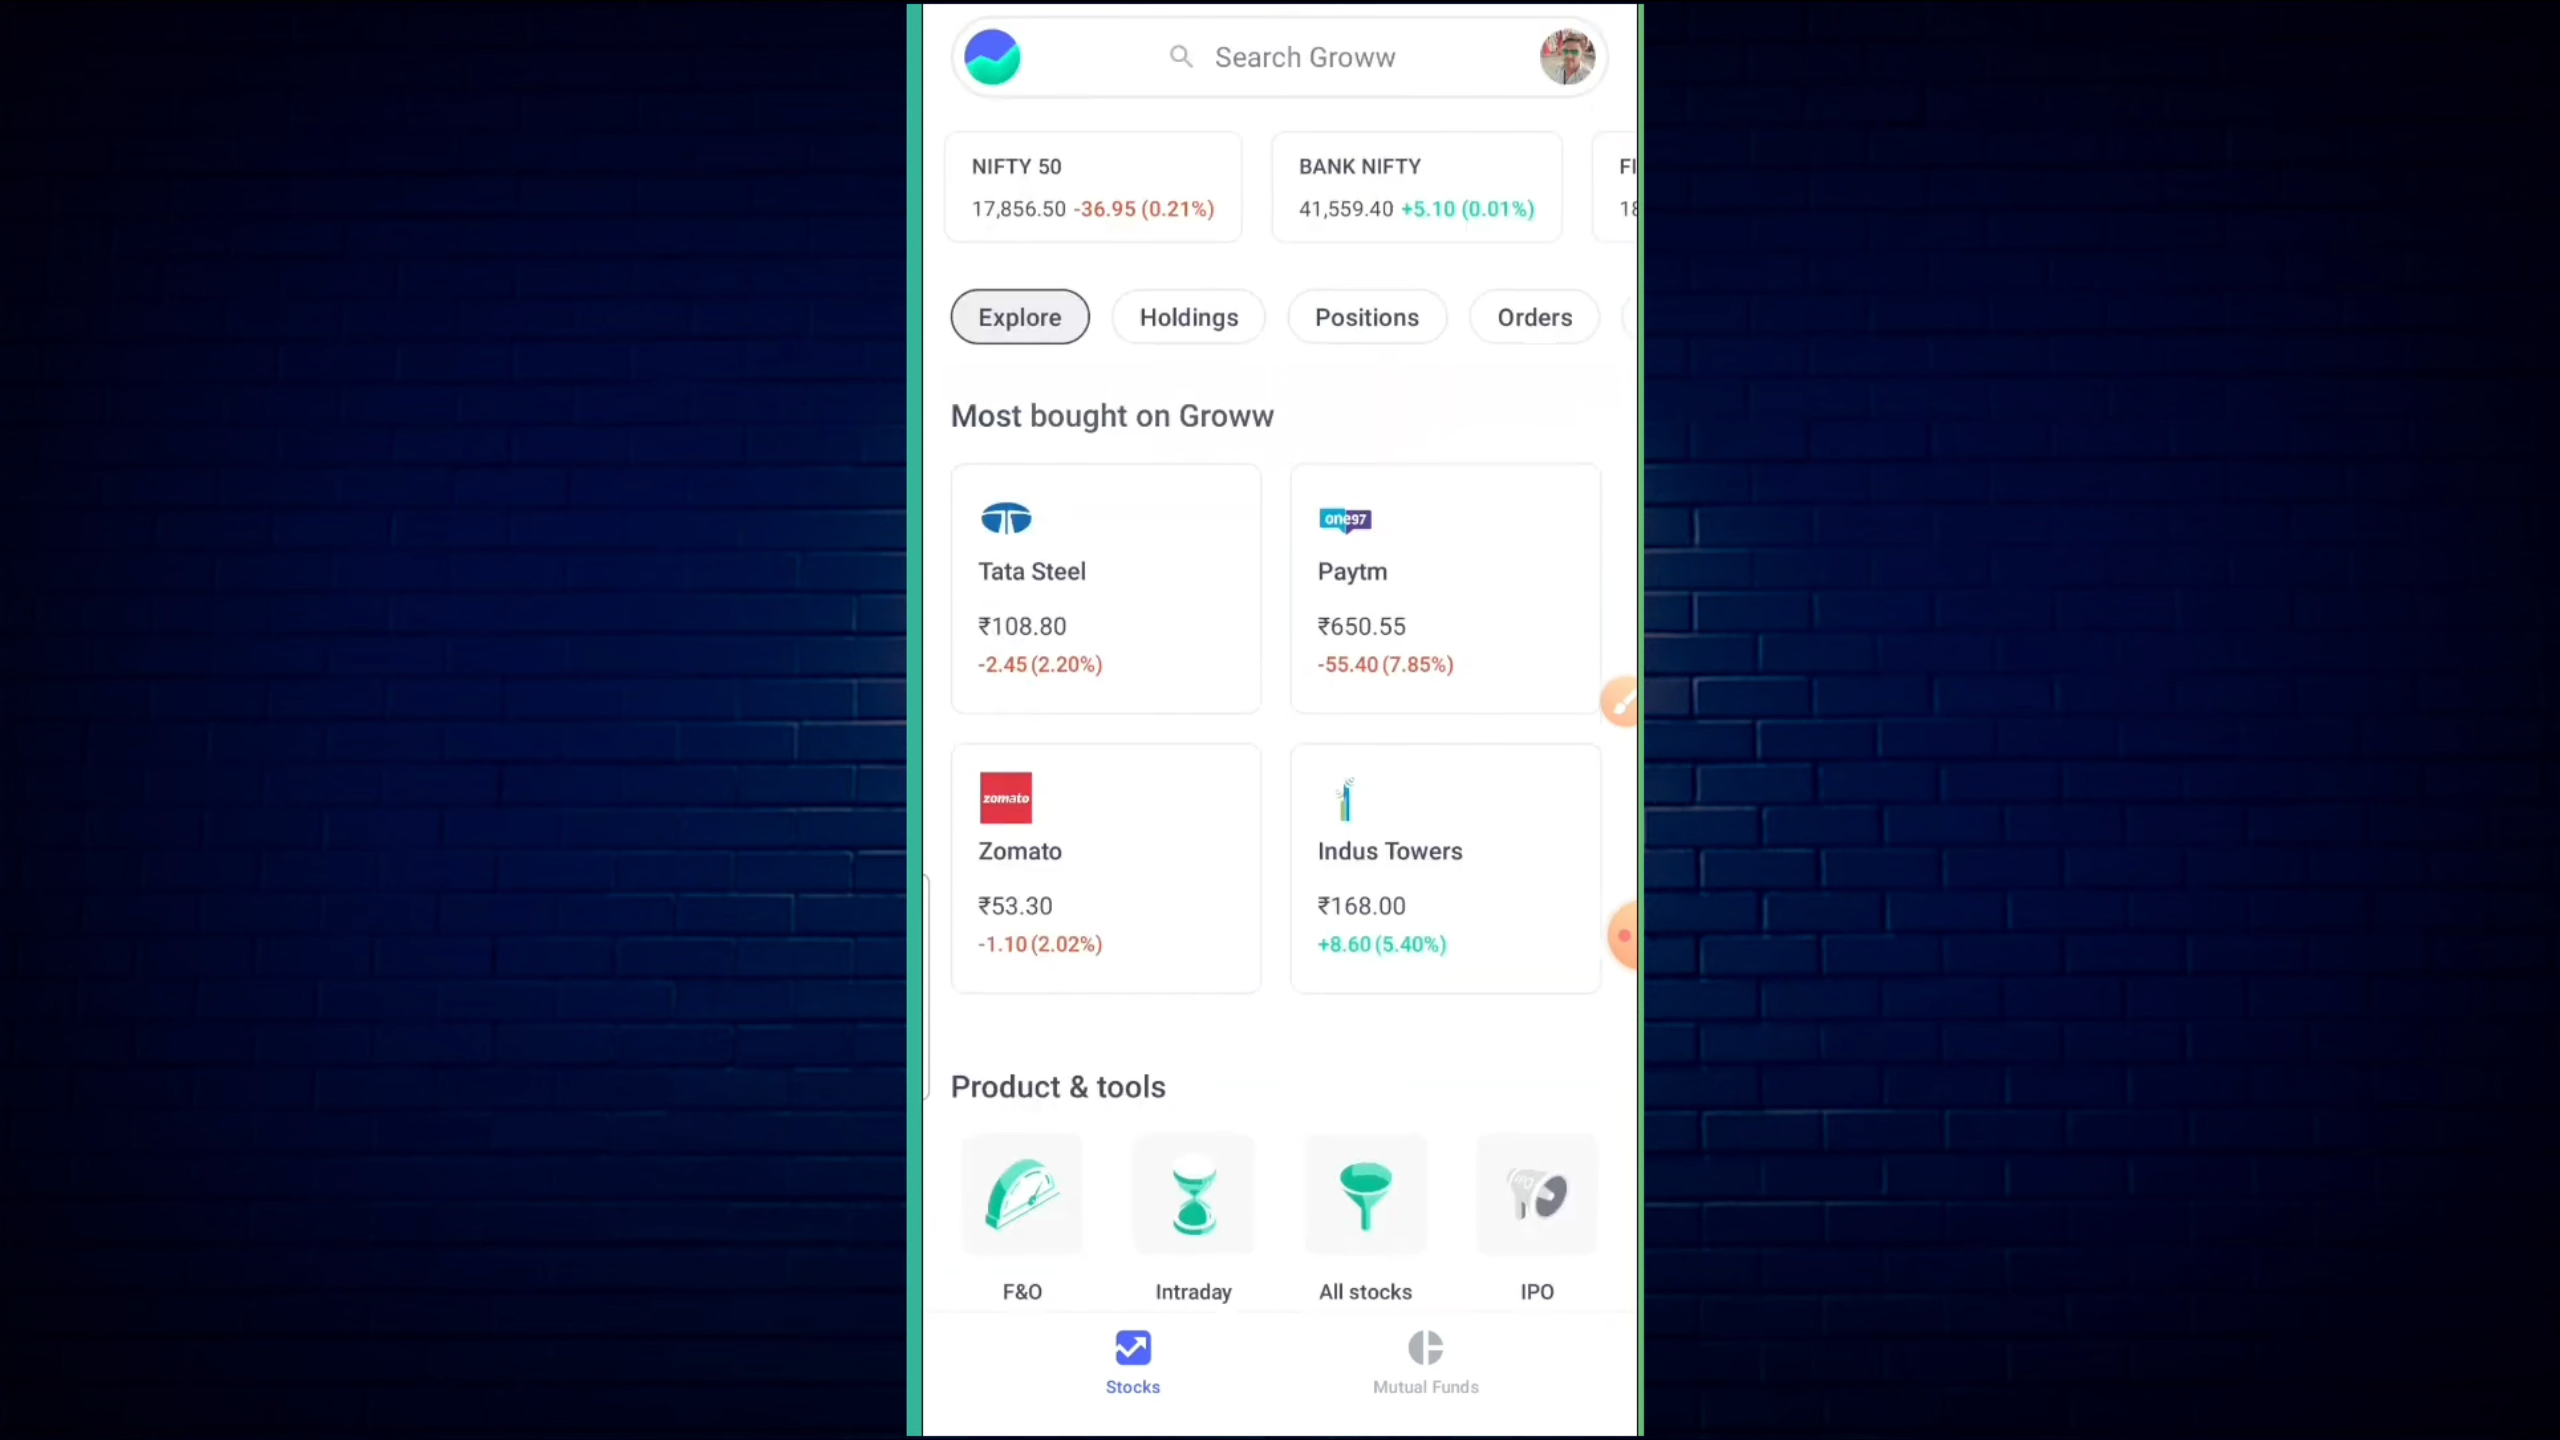 Search Groww
NIFTY 50
17,856.50 -36.95 (0.21%)
BANK NIFTY
41,559.40 +5.10 (0.01%)
FI
18
Explore
Holdings
Positions
Orders
Most bought on Groww
Tata Steel
₹108.80
-2.45 (2.20%)
one97
Paytm
₹650.55
-55.40 (7.85%)
zomato
Zomato
₹53.30
-1.10 (2.02%)
Indus Towers
₹168.00
+8.60 (5.40%)
Product & tools
F&O
Intraday
All stocks
IPO
IPO
Stocks
Mutual Funds